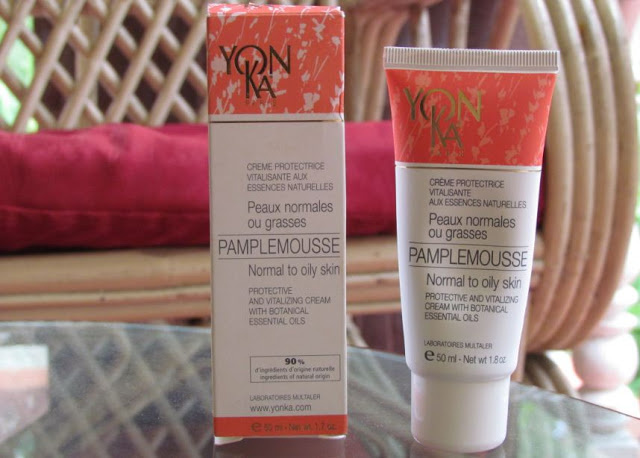 YON
KA
PARIS
CREME PROTECTRICE
VITALISANTE AUX
ESSENCES NATURELLES
Peaux normales
ou grasses
PAMPLEMOUSSE
Normal to oily skin
PROTECTIVE
AND VITALIZING CREAM
WITH BOTANICAL
ESSENTIAL OILS
90 %
d'ingrédients d'origine naturelle
ingredients of natural origin
LABORATOIRES MULTALER
www.yonka.com
e 50 ml - Net wt 1.7 oz.
YON
KA
CRÈME PROTECTRICE
VITALISANTE
AUX ESSENCES NATURELLES
Peaux normales
ou grasses
PAMPLEMOUSSE
Normal to oily skin
PROTECTIVE AND VITALIZING
CREAM WITH BOTANICAL
ESSENTIAL OILS
LABORATOIRES MULTALER
e 50 ml - Net wt 1.8 oz.